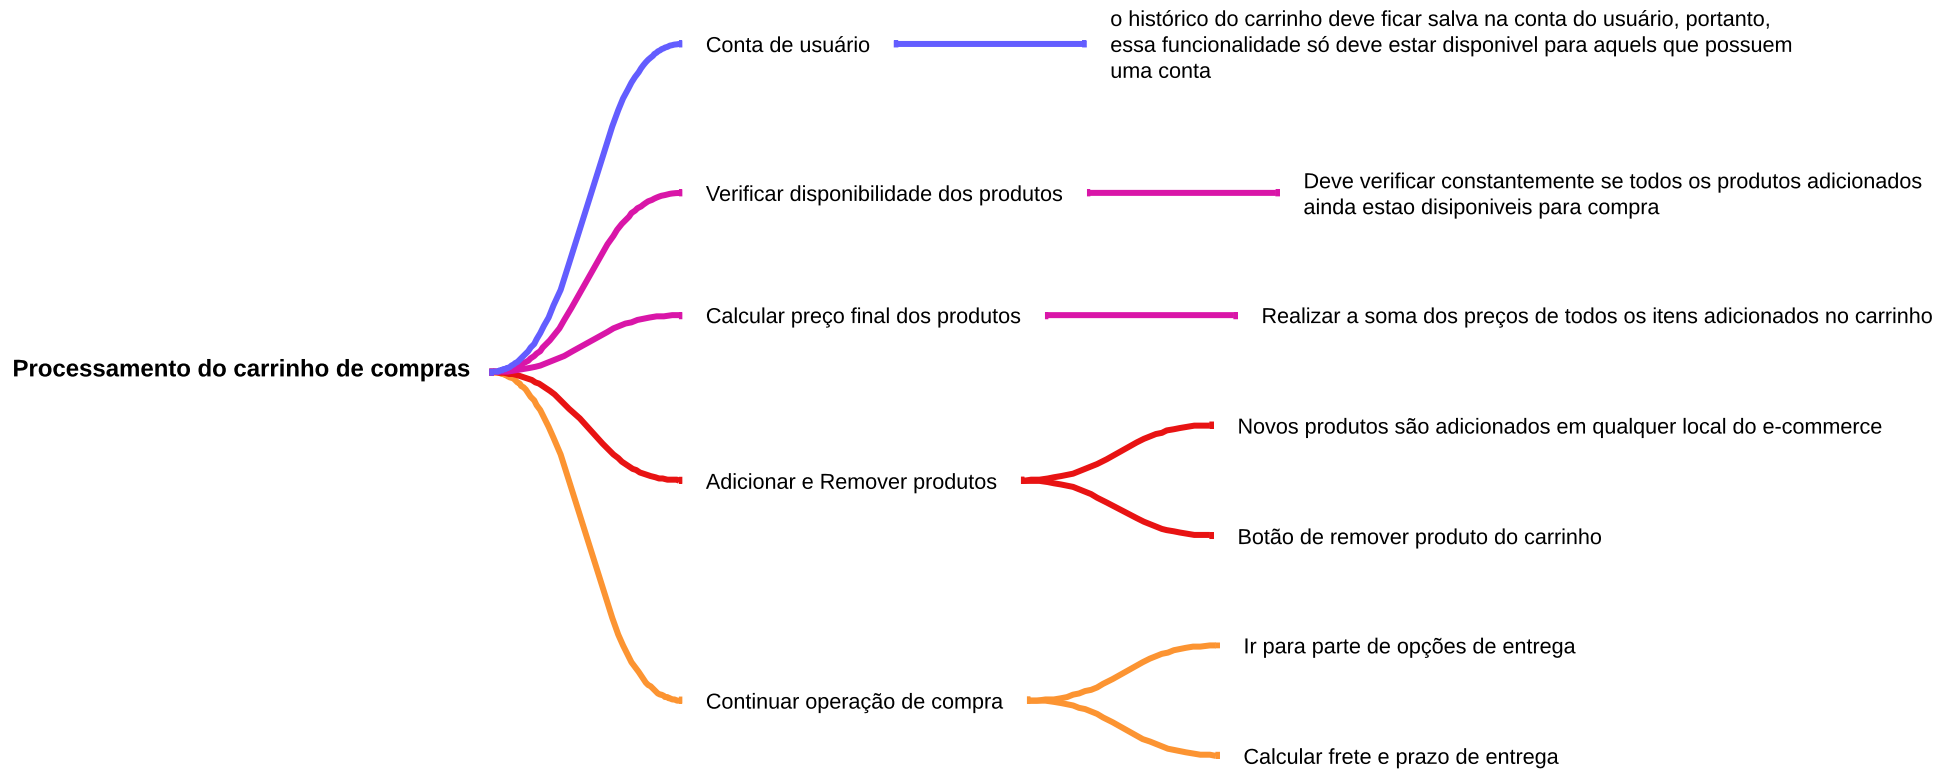 Processamento do carrinho de compras
Conta de usuário
o histórico do carrinho deve ficar salva na conta do usuário, portanto,
essa funcionalidade só deve estar disponivel para aquels que possuem
uma conta
Verificar disponibilidade dos produtos
Deve verificar constantemente se todos os produtos adicionados
ainda estao disiponiveis para compra
Calcular preço final dos produtos
Realizar a soma dos preços de todos os itens adicionados no carrinho
Adicionar e Remover produtos
Novos produtos são adicionados em qualquer local do e-commerce
Botão de remover produto do carrinho
Continuar operação de compra
Ir para parte de opções de entrega
Calcular frete e prazo de entrega